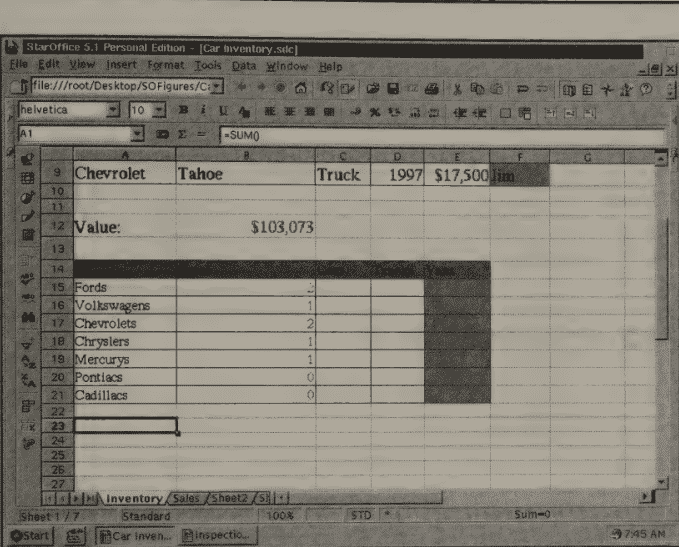 StarOffice 5.1 Personal Edition - [Car Inventory.sdc]
File Edit View Insert Format Tools Data Window Help
file:///root/Desktop/SOFigures/C
helvetica 10 B i U A
A1 Σ = =SUM()
A B C D E F G
9 Chevrolet Tahoe Truck 1997 $17,500 Jim
10
11
12 Value: $103,073
13
14
15 Fords
16 Volkswagens 1
17 Chevrolets 2
18 Chryslers 1
19 Mercurys 1
20 Pontiacs 0
21 Cadillacs 0
22
23
24
25
26
27
Inventory Sales Sheet2
Sheet 1 / 7 Standard 100% STD * Sum=0
Start Car Inven... Inspectio... 7:45 AM